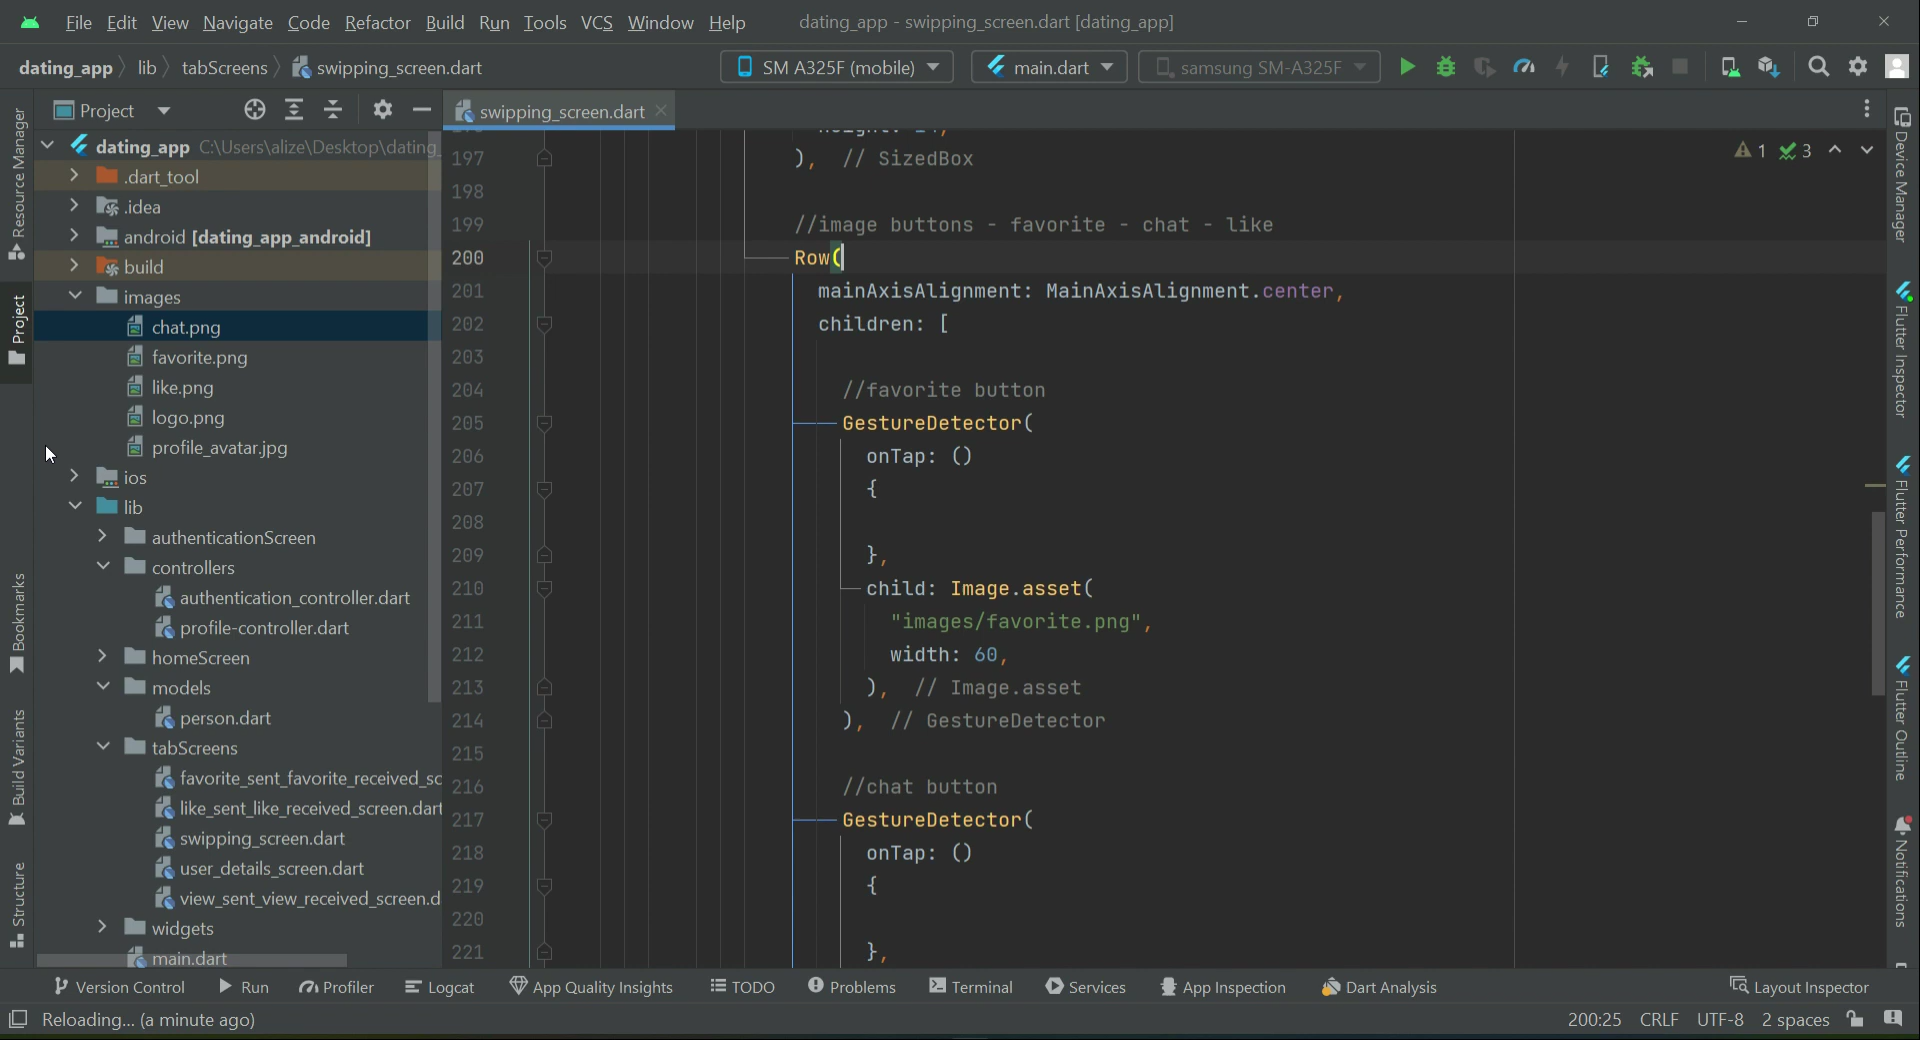 File Edit View Navigate Code Refactor Build Run Tools VCS Window Help dating_app - swipping_screen.dart [dating_app]
dating_app lib tabScreens swipping_screen.dart SM A325F (mobile) main.dart samsung SM-A325F
Project
swipping_screen.dart
Resource Manager
Project
Bookmarks
Build Variants
Structure
dating_app C:\Users\alize\Desktop\dating_
.dart_tool
.idea
android [dating_app_android]
build
images
chat.png
favorite.png
like.png
logo.png
profile_avatar.jpg
ios
lib
authenticationScreen
controllers
authentication_controller.dart
profile-controller.dart
homeScreen
models
person.dart
tabScreens
favorite_sent_favorite_received_sc
like_sent_like_received_screen.dart
swipping_screen.dart
user_details_screen.dart
view_sent_view_received_screen.d
widgets
main.dart
1 3
197 ), // SizedBox
198
199 //image buttons - favorite - chat - like
200 Row(
201 mainAxisAlignment: MainAxisAlignment.center,
202 children: [
203
204 //favorite button
205 GestureDetector(
206 onTap: ()
207 {
208
209 },
210 child: Image.asset(
211 "images/favorite.png",
212 width: 60,
213 ), // Image.asset
214 ), // GestureDetector
215
216 //chat button
217 GestureDetector(
218 onTap: ()
219 {
220
221 },
Device Manager
Flutter Inspector
Flutter Performance
Flutter Outline
Notifications
Version Control Run Profiler Logcat App Quality Insights TODO Problems Terminal Services App Inspection Dart Analysis Layout Inspector
Reloading... (a minute ago) 200:25 CRLF UTF-8 2 spaces